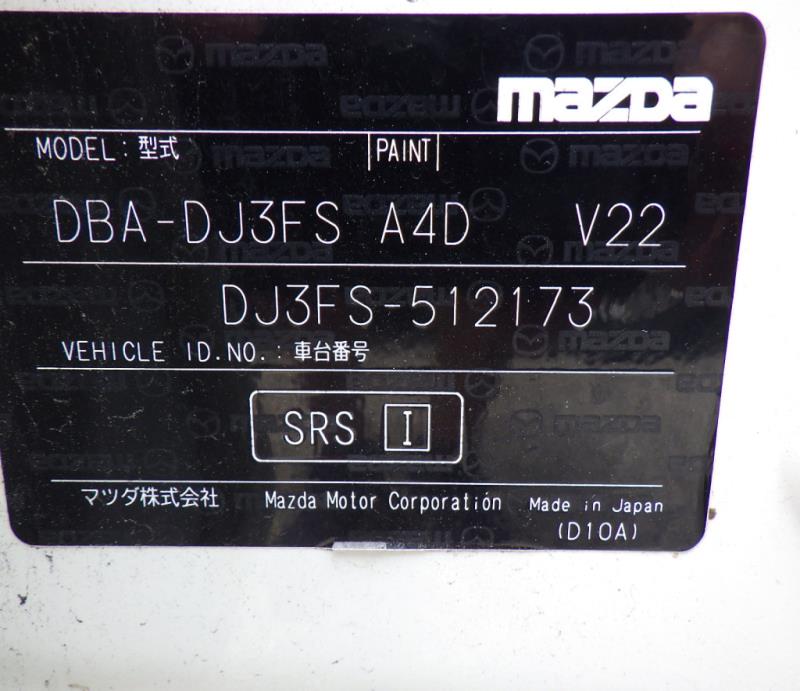 mazda
MODEL: 型式 PAINT
DBA-DJ3FS A4D V22
DJ3FS-512173
VEHICLE ID.NO.: 車台番号
SRS I
マツダ株式会社 Mazda Motor Corporation Made in Japan
(D10A)